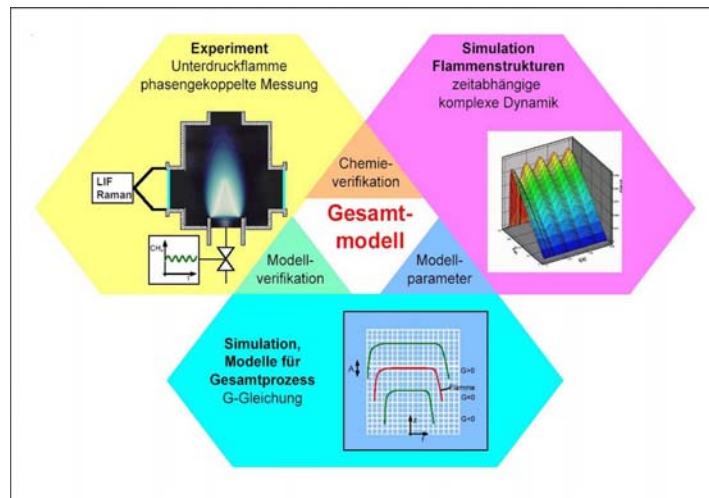 Experiment
Unterdruckflamme
phasengekoppelte Messung
LIF
Raman
CH₄
t
Simulation
Flammenstrukturen
zeitabhängige
komplexe Dynamik
Chemie-
verifikation
Gesamt-
modell
Modell-
verifikation
Modell-
parameter
Simulation,
Modelle für
Gesamtprozess
G-Gleichung
A
G>0
Flamme
G=0
G<0
z
r